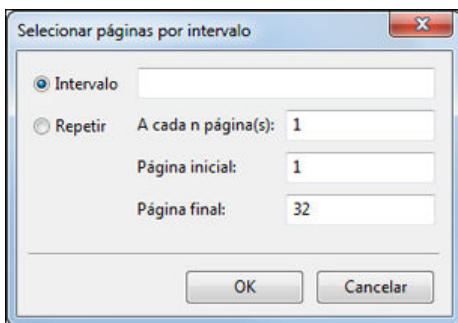 Selecionar páginas por intervalo
Intervalo
Repetir A cada n página(s): 1
Página inicial: 1
Página final: 32
OK Cancelar